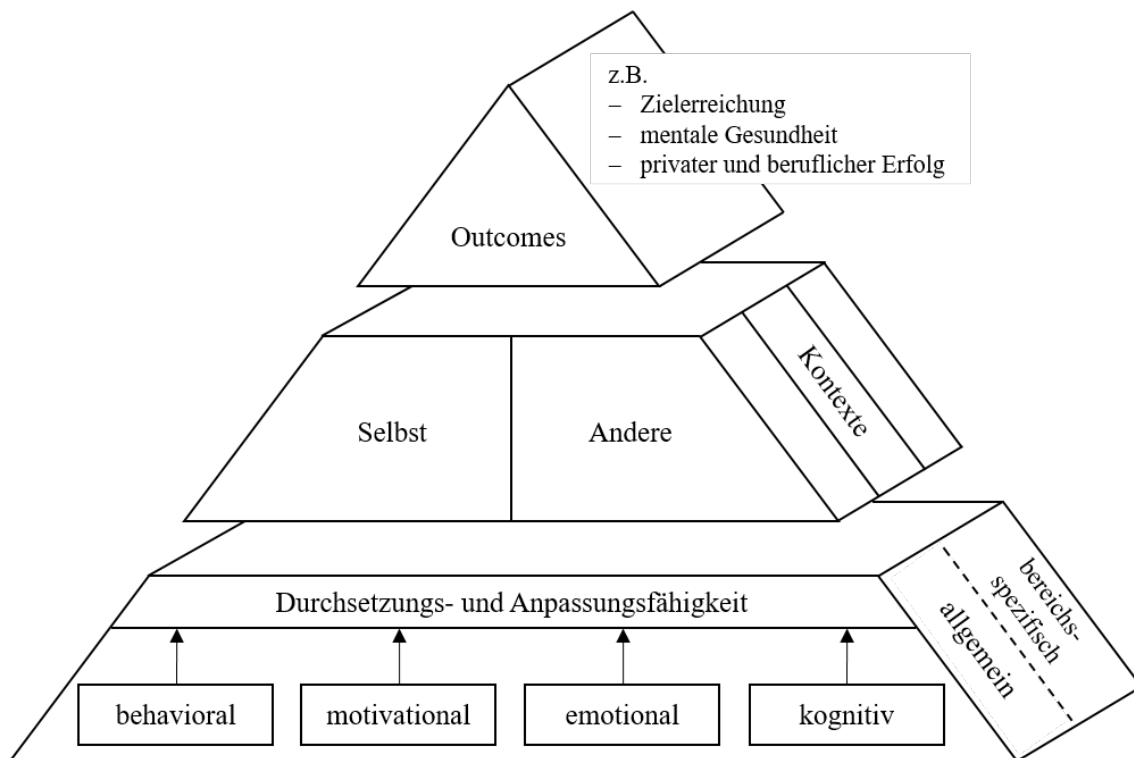 z.B.
– Zielerreichung
– mentale Gesundheit
– privater und beruflicher Erfolg
Outcomes
Selbst
Andere
Kontexte
Durchsetzungs- und Anpassungsfähigkeit
bereichs-
spezifisch
allgemein
behavioral
motivational
emotional
kognitiv